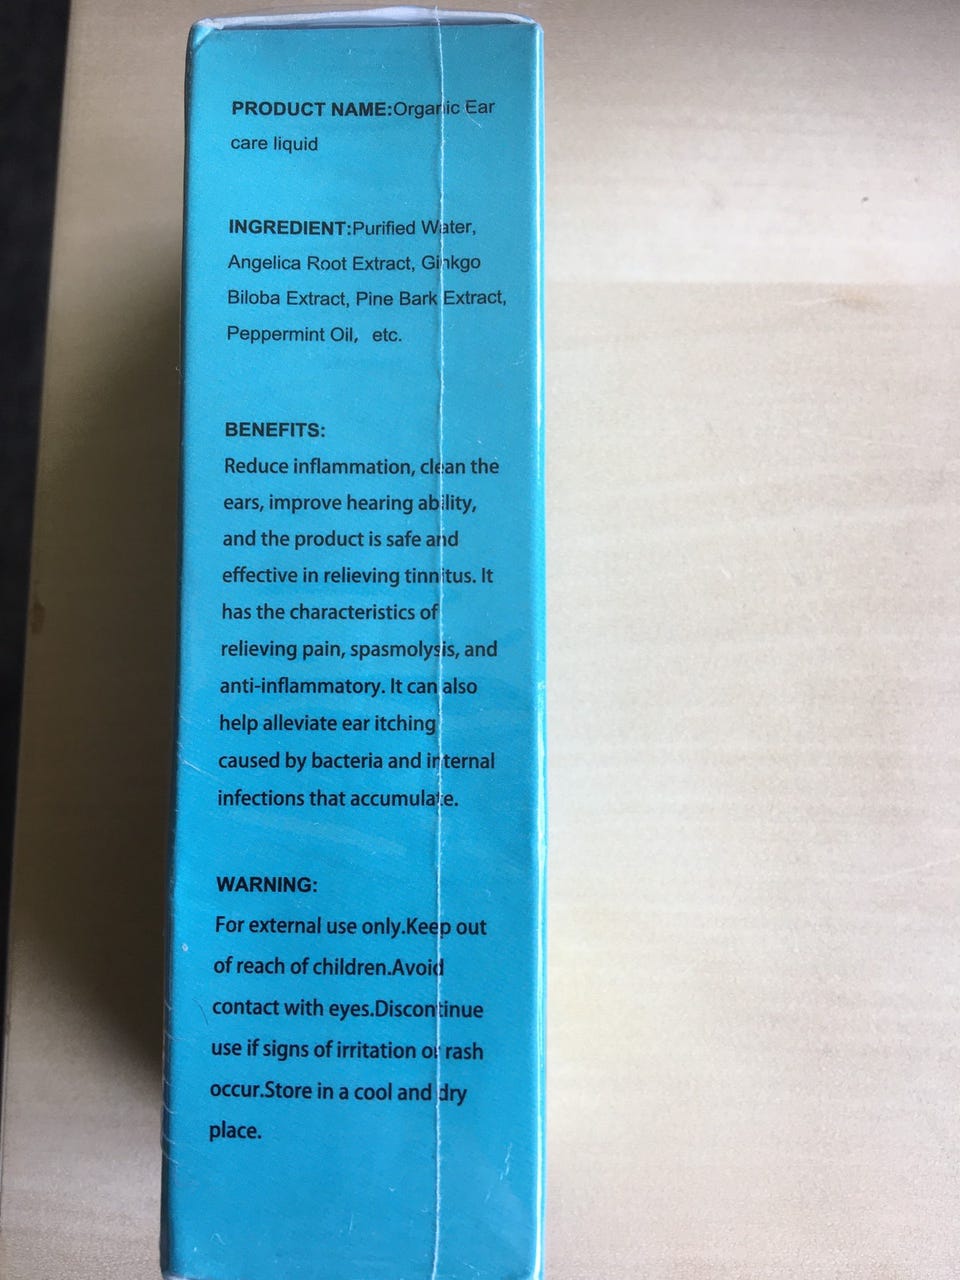 PRODUCT NAME:Organic Ear
care liquid
INGREDIENT:Purified Water,
Angelica Root Extract, Ginkgo
Biloba Extract, Pine Bark Extract,
Peppermint Oil, etc.
BENEFITS:
Reduce inflammation, clean the
ears, improve hearing ability,
and the product is safe and
effective in relieving tinnitus. It
has the characteristics of
relieving pain, spasmolysis, and
anti-inflammatory. It can also
help alleviate ear itching
caused by bacteria and internal
infections that accumulate.
WARNING:
For external use only.Keep out
of reach of children.Avoid
contact with eyes.Discontinue
use if signs of irritation or rash
occur.Store in a cool and dry
place.